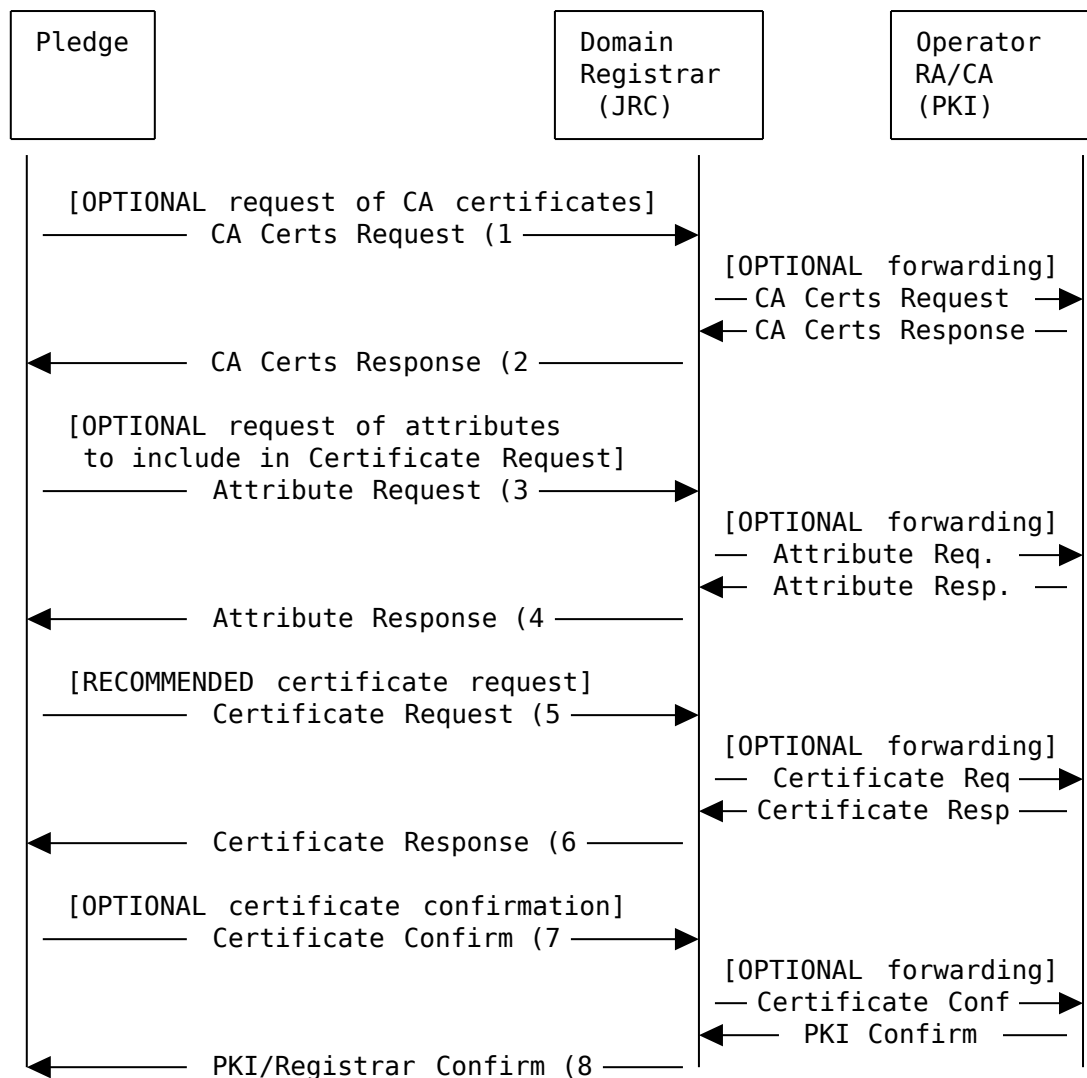 Pledge
Domain
Registrar
(JRC)
Operator
RA/CA
(PKI)
[OPTIONAL request of CA certificates]
CA Certs Request (1
[OPTIONAL forwarding]
CA Certs Request
CA Certs Response
CA Certs Response (2
[OPTIONAL request of attributes
to include in Certificate Request]
Attribute Request (3
[OPTIONAL forwarding]
Attribute Req.
Attribute Resp.
Attribute Response (4
[RECOMMENDED certificate request]
Certificate Request (5
[OPTIONAL forwarding]
Certificate Req
Certificate Resp
Certificate Response (6
[OPTIONAL certificate confirmation]
Certificate Confirm (7
[OPTIONAL forwarding]
Certificate Conf
PKI Confirm
PKI/Registrar Confirm (8